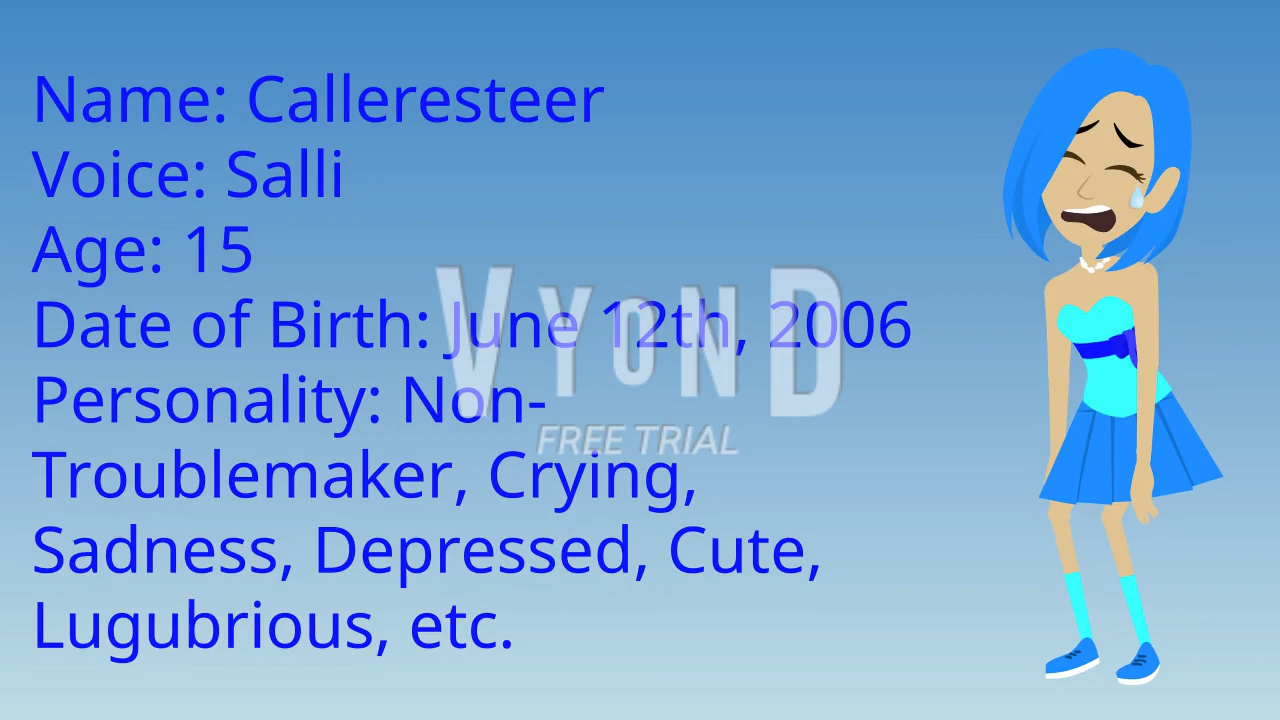 Name: Calleresteer
Voice: Salli
Age: 15
Date of Birth: June 12th, 2006
Personality: Non-
Troublemaker, Crying,
Sadness, Depressed, Cute,
Lugubrious, etc.
VYOND
FREE TRIAL